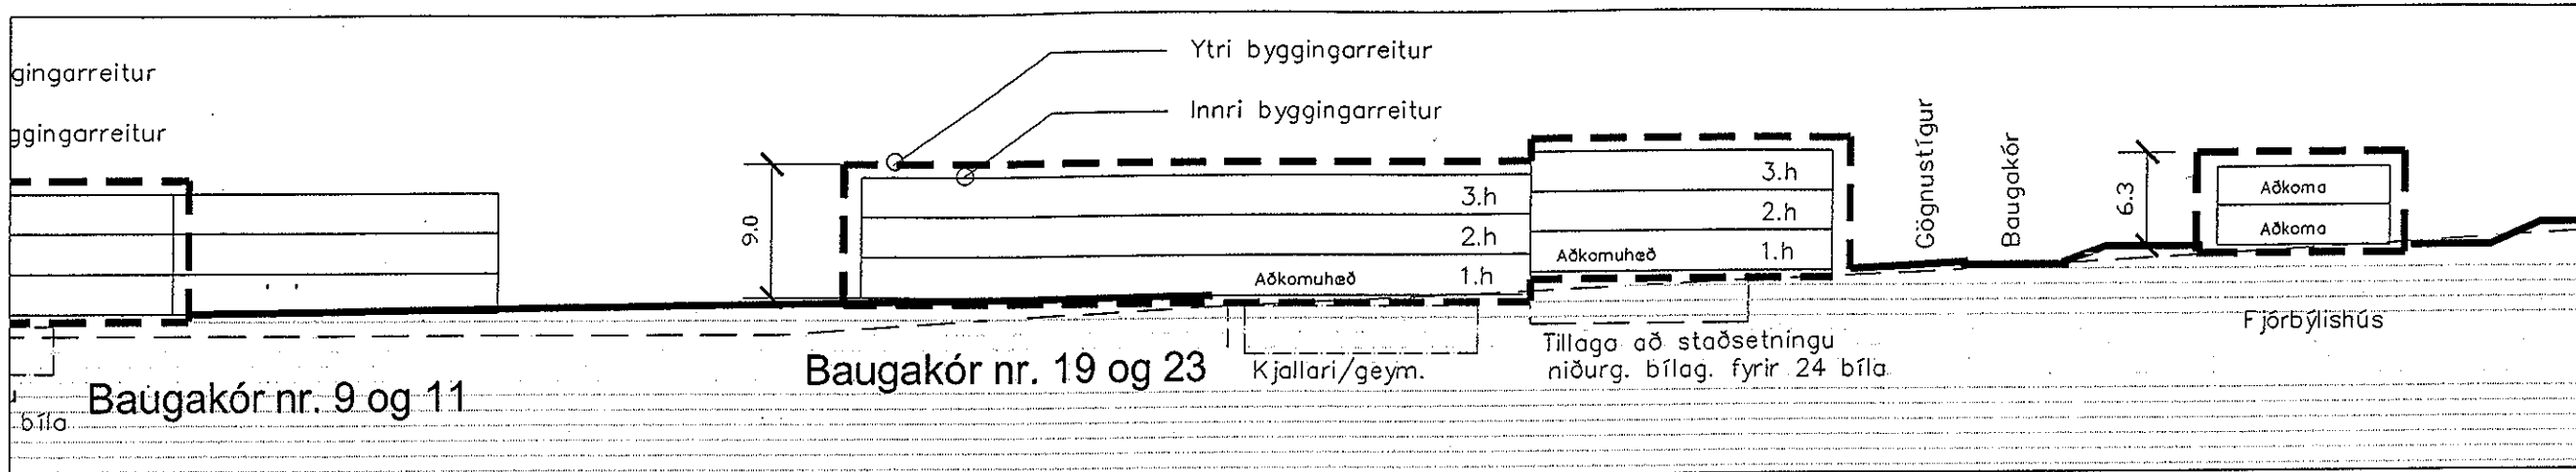 gingarreitur
ggingarreitur
Ytri byggingarreitur
Innri byggingarreitur
9.0
3.h
2.h
Aðkomuhæð 1.h
3.h
2.h
Aðkomuhæð 1.h
Gögnustígur
Baugakór
6.3
Aðkoma
Aðkoma
Fjórbýlishús
Tillaga að staðsetningu
niðurg. bílag. fyrir 24 bíla
Kjallari/geym.
Baugakór nr. 19 og 23
Baugakór nr. 9 og 11
bíla